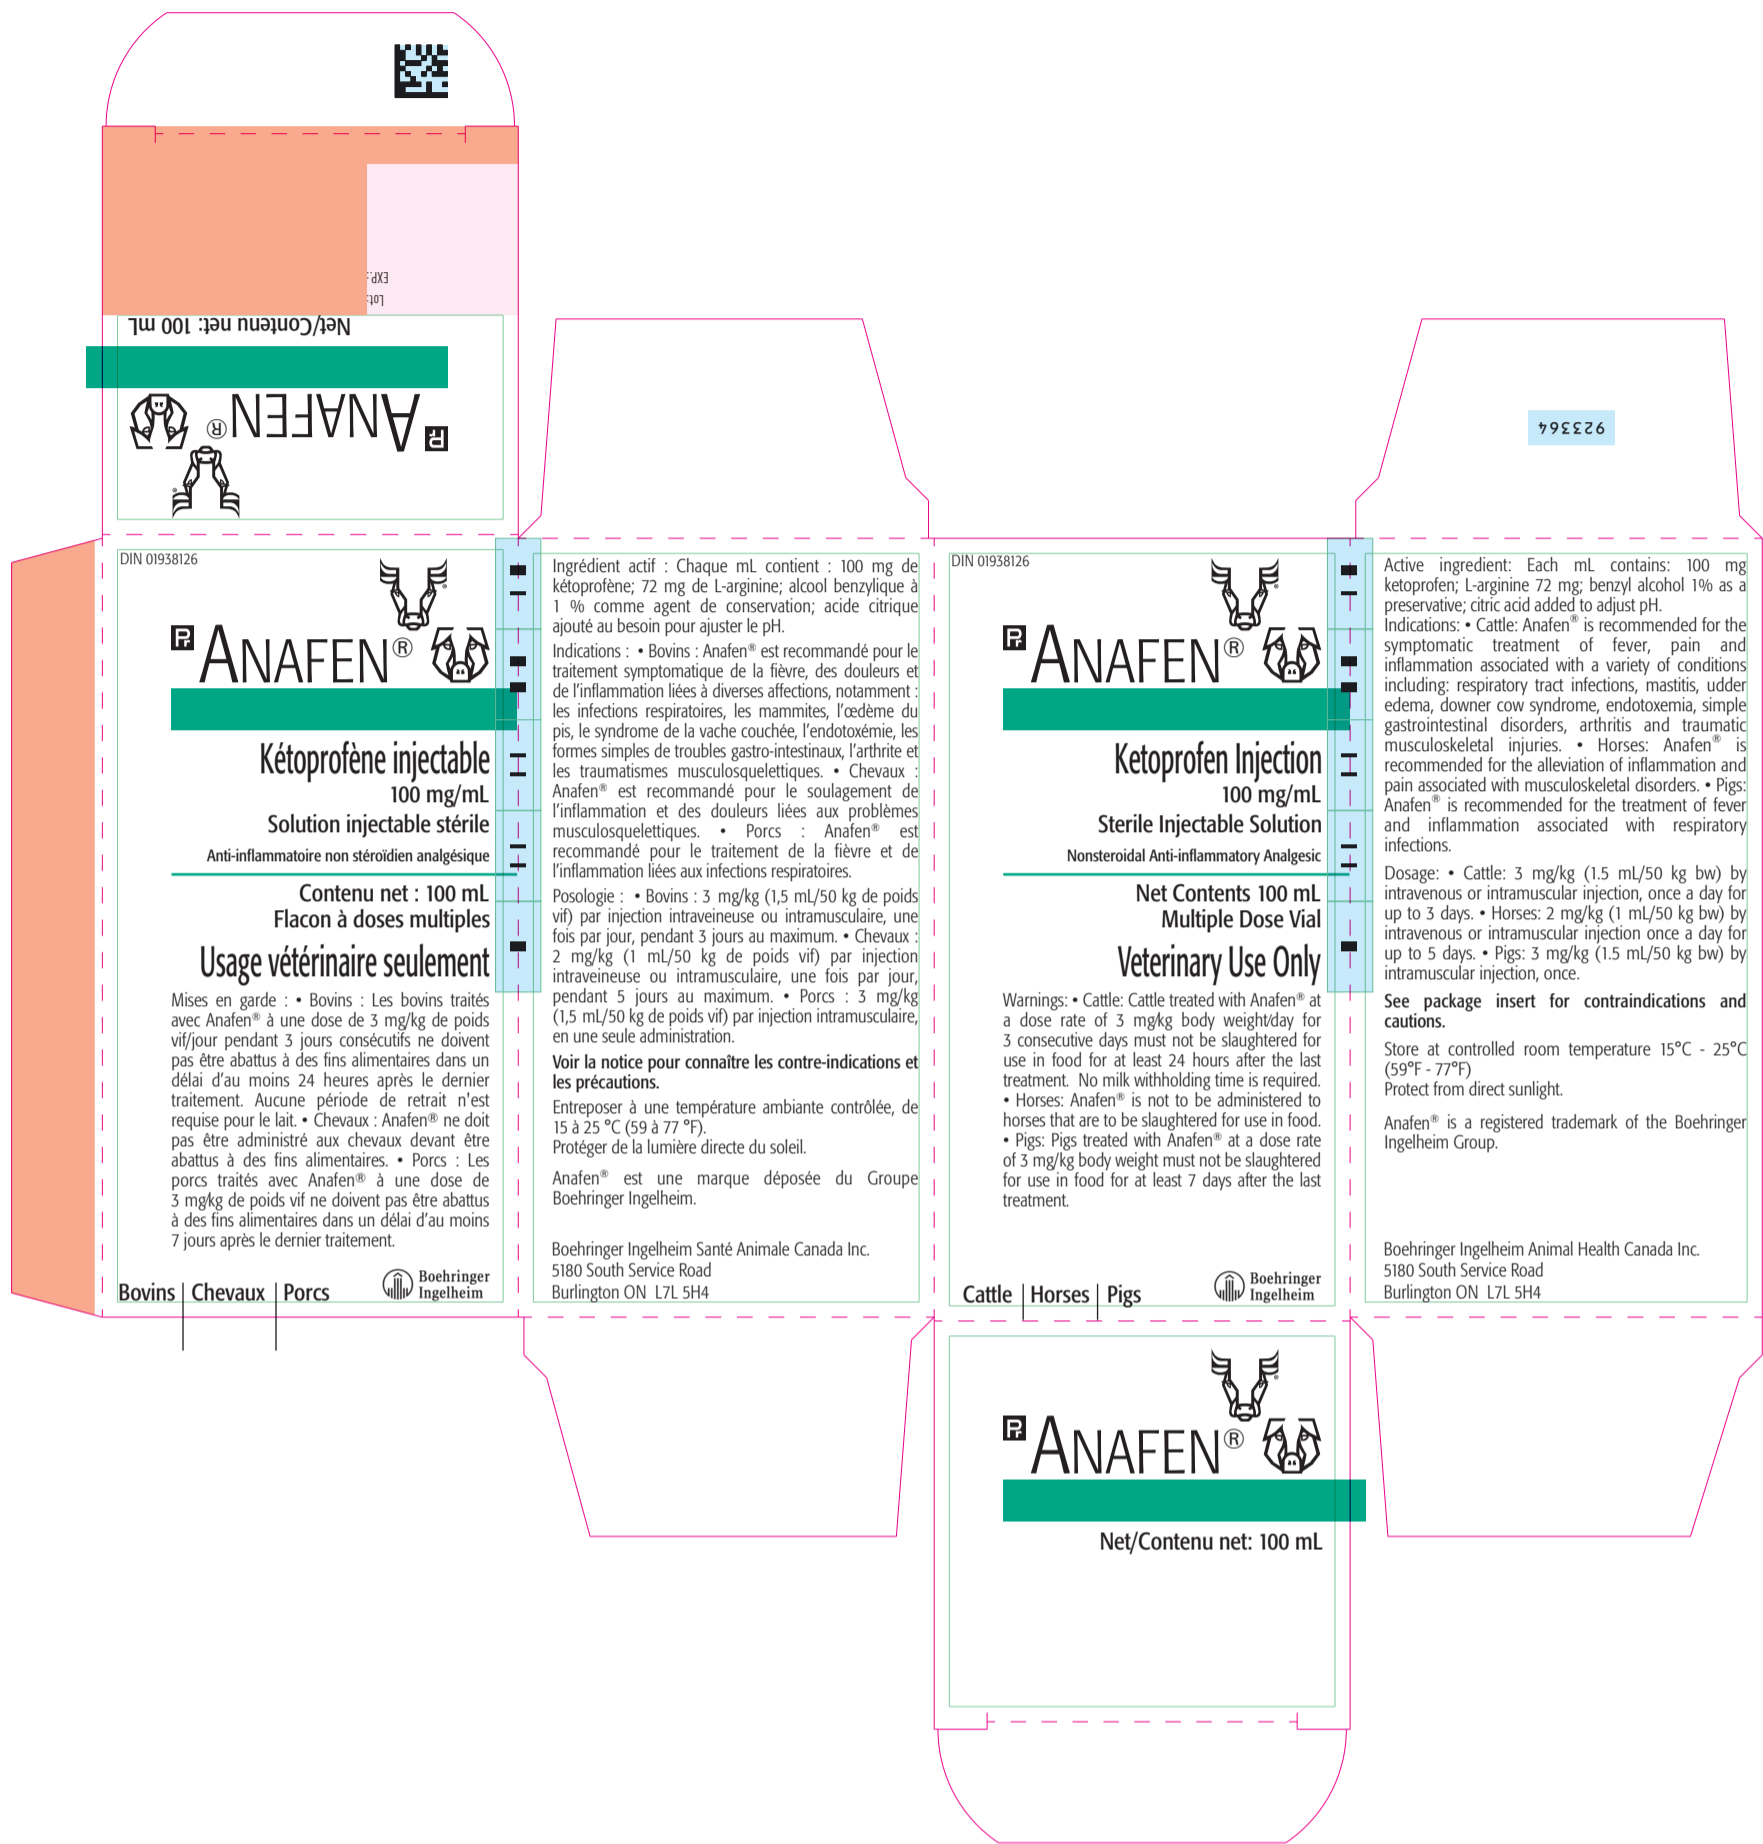 EXP.:
Lot:
Net/Contenu net: 100 mL
Pr ANAFEN®
DIN 01938126
Pr ANAFEN®
Kétoprofène injectable
100 mg/mL
Solution injectable stérile
Anti-inflammatoire non stéroïdien analgésique
Contenu net : 100 mL
Flacon à doses multiples
Usage vétérinaire seulement
Mises en garde : • Bovins : Les bovins traités
avec Anafen® à une dose de 3 mg/kg de poids
vif/jour pendant 3 jours consécutifs ne doivent
pas être abattus à des fins alimentaires dans un
délai d’au moins 24 heures après le dernier
traitement. Aucune période de retrait n'est
requise pour le lait. • Chevaux : Anafen® ne doit
pas être administré aux chevaux devant être
abattus à des fins alimentaires. • Porcs : Les
porcs traités avec Anafen® à une dose de
3 mg/kg de poids vif ne doivent pas être abattus
à des fins alimentaires dans un délai d’au moins
7 jours après le dernier traitement.
Bovins | Chevaux | Porcs
Boehringer
Ingelheim
Ingrédient actif : Chaque mL contient : 100 mg de
kétoprofène; 72 mg de L-arginine; alcool benzylique à
1 % comme agent de conservation; acide citrique
ajouté au besoin pour ajuster le pH.
Indications : • Bovins : Anafen® est recommandé pour le
traitement symptomatique de la fièvre, des douleurs et
de l’inflammation liées à diverses affections, notamment :
les infections respiratoires, les mammites, l’œdème du
pis, le syndrome de la vache couchée, l’endotoxémie, les
formes simples de troubles gastro-intestinaux, l’arthrite et
les traumatismes musculosquelettiques. • Chevaux :
Anafen® est recommandé pour le soulagement de
l’inflammation et des douleurs liées aux problèmes
musculosquelettiques. • Porcs : Anafen® est
recommandé pour le traitement de la fièvre et de
l’inflammation liées aux infections respiratoires.
Posologie : • Bovins : 3 mg/kg (1,5 mL/50 kg de poids
vif) par injection intraveineuse ou intramusculaire, une
fois par jour, pendant 3 jours au maximum. • Chevaux :
2 mg/kg (1 mL/50 kg de poids vif) par injection
intraveineuse ou intramusculaire, une fois par jour,
pendant 5 jours au maximum. • Porcs : 3 mg/kg
(1,5 mL/50 kg de poids vif) par injection intramusculaire,
en une seule administration.
Voir la notice pour connaître les contre-indications et
les précautions.
Entreposer à une température ambiante contrôlée, de
15 à 25 °C (59 à 77 °F).
Protéger de la lumière directe du soleil.
Anafen® est une marque déposée du Groupe
Boehringer Ingelheim.
Boehringer Ingelheim Santé Animale Canada Inc.
5180 South Service Road
Burlington ON L7L 5H4
DIN 01938126
Pr ANAFEN®
Ketoprofen Injection
100 mg/mL
Sterile Injectable Solution
Nonsteroidal Anti-inflammatory Analgesic
Net Contents 100 mL
Multiple Dose Vial
Veterinary Use Only
Warnings: • Cattle: Cattle treated with Anafen® at
a dose rate of 3 mg/kg body weight/day for
3 consecutive days must not be slaughtered for
use in food for at least 24 hours after the last
treatment. No milk withholding time is required.
• Horses: Anafen® is not to be administered to
horses that are to be slaughtered for use in food.
• Pigs: Pigs treated with Anafen® at a dose rate
of 3 mg/kg body weight must not be slaughtered
for use in food for at least 7 days after the last
treatment.
Cattle | Horses | Pigs
Boehringer
Ingelheim
923364
Active ingredient: Each mL contains: 100 mg
ketoprofen; L-arginine 72 mg; benzyl alcohol 1% as a
preservative; citric acid added to adjust pH.
Indications: • Cattle: Anafen® is recommended for the
symptomatic treatment of fever, pain and
inflammation associated with a variety of conditions
including: respiratory tract infections, mastitis, udder
edema, downer cow syndrome, endotoxemia, simple
gastrointestinal disorders, arthritis and traumatic
musculoskeletal injuries. • Horses: Anafen® is
recommended for the alleviation of inflammation and
pain associated with musculoskeletal disorders. • Pigs:
Anafen® is recommended for the treatment of fever
and inflammation associated with respiratory
infections.
Dosage: • Cattle: 3 mg/kg (1.5 mL/50 kg bw) by
intravenous or intramuscular injection, once a day for
up to 3 days. • Horses: 2 mg/kg (1 mL/50 kg bw) by
intravenous or intramuscular injection once a day for
up to 5 days. • Pigs: 3 mg/kg (1.5 mL/50 kg bw) by
intramuscular injection, once.
See package insert for contraindications and
cautions.
Store at controlled room temperature 15°C - 25°C
(59°F - 77°F)
Protect from direct sunlight.
Anafen® is a registered trademark of the Boehringer
Ingelheim Group.
Boehringer Ingelheim Animal Health Canada Inc.
5180 South Service Road
Burlington ON L7L 5H4
Pr ANAFEN®
Net/Contenu net: 100 mL